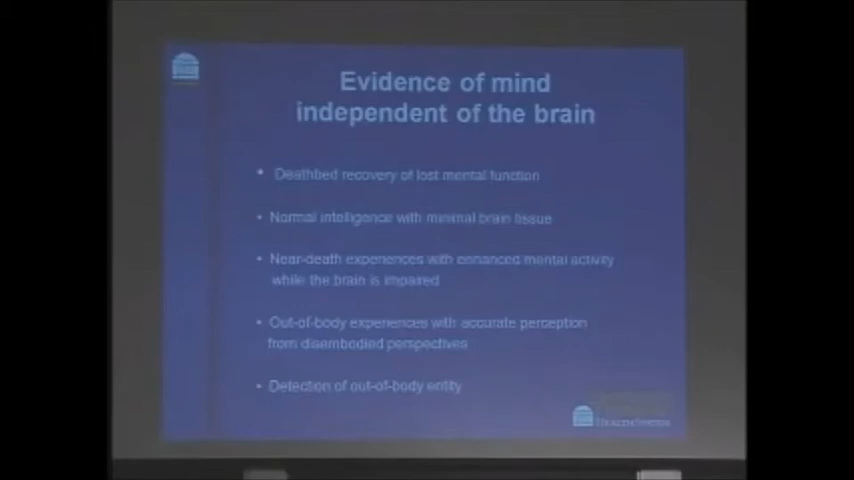 Evidence of mind
independent of the brain
• Deathbed recovery of lost mental function
• Normal intelligence with minimal brain tissue
• Near-death experiences with enhanced mental activity
while the brain is impaired
• Out-of-body experiences with accurate perception
from disembodied perspectives
• Detection of out-of-body entity
HEALTH SYSTEM